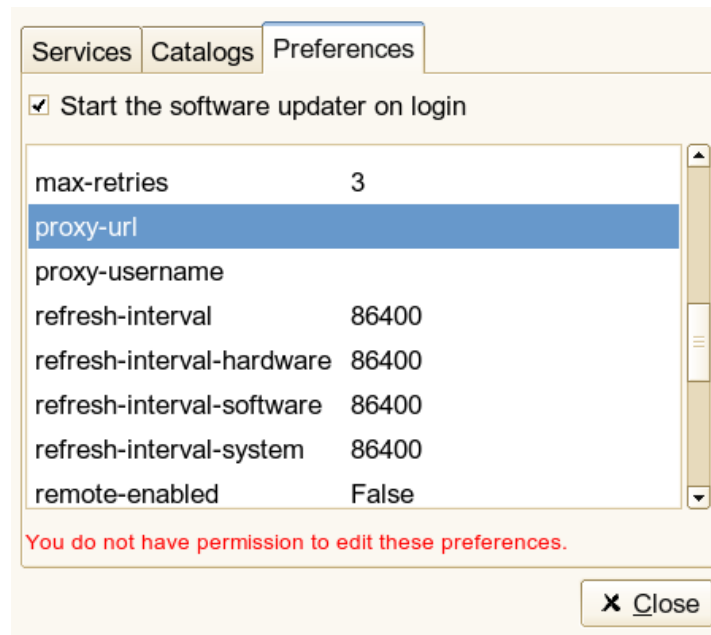 Services Catalogs Preferences
Start the software updater on login
max-retries 3
proxy-url
proxy-username
refresh-interval 86400
refresh-interval-hardware 86400
refresh-interval-software 86400
refresh-interval-system 86400
remote-enabled False
You do not have permission to edit these preferences.
Close